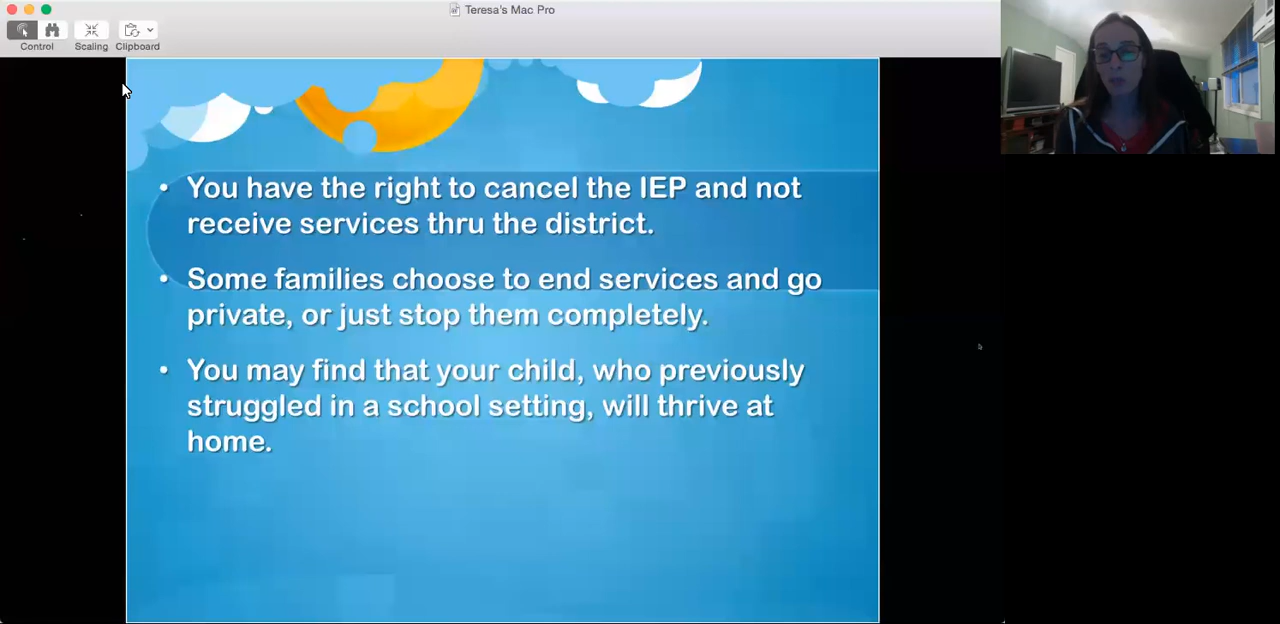 Teresa's Mac Pro
Control Scaling Clipboard
• You have the right to cancel the IEP and not
receive services thru the district.
• Some families choose to end services and go
private, or just stop them completely.
• You may find that your child, who previously
struggled in a school setting, will thrive at
home.